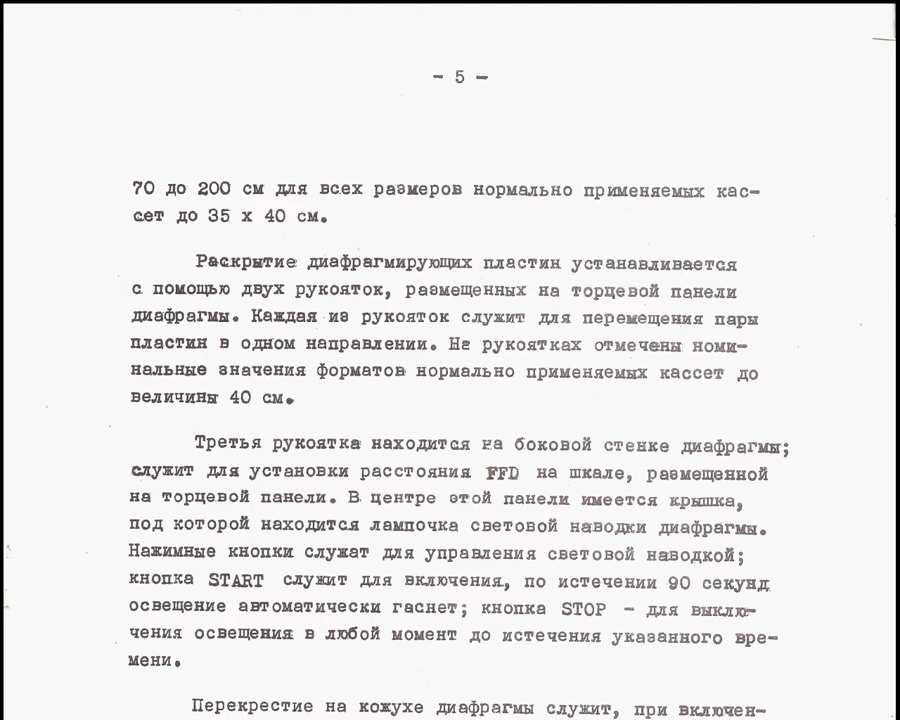 - 5 -
70 до 200 см для всех размеров нормально применяемых кас-
сет до 35 x 40 см.
Раскрытие диафрагмирующих пластин устанавливается
с помощью двух рукояток, размещенных на торцевой панели
диафрагмы. Каждая из рукояток служит для перемещения пары
пластин в одном направлении. На рукоятках отмечены номи-
нальные значения форматов нормально применяемых кассет до
величины 40 см.
Третья рукоятка находится на боковой стенке диафрагмы;
служит для установки расстояния FFD на шкале, размещенной
на торцевой панели. В центре этой панели имеется крышка,
под которой находится лампочка световой наводки диафрагмы.
Нажимные кнопки служат для управления световой наводкой;
кнопка START служит для включения, по истечении 90 секунд
освещение автоматически гаснет; кнопка STOP - для выклю-
чения освещения в любой момент до истечения указанного вре-
мени.
Перекрестие на кожухе диафрагмы служит, при включен-